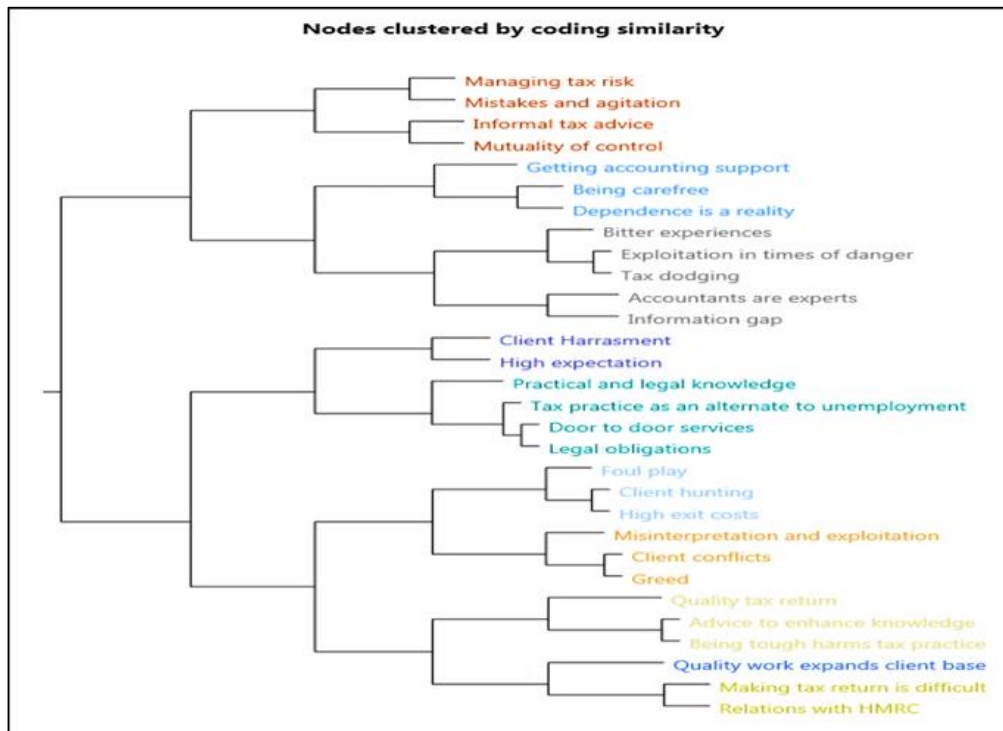 Nodes clustered by coding similarity
Managing tax risk
Mistakes and agitation
Informal tax advice
Mutuality of control
Getting accounting support
Being carefree
Dependence is a reality
Bitter experiences
Exploitation in times of danger
Tax dodging
Accountants are experts
Information gap
Client Harrasment
High expectation
Practical and legal knowledge
Tax practice as an alternate to unemployment
Door to door services
Legal obligations
Foul play
Client hunting
High exit costs
Misinterpretation and exploitation
Client conflicts
Greed
Quality tax return
Advice to enhance knowledge
Being tough harms tax practice
Quality work expands client base
Making tax return is difficult
Relations with HMRC